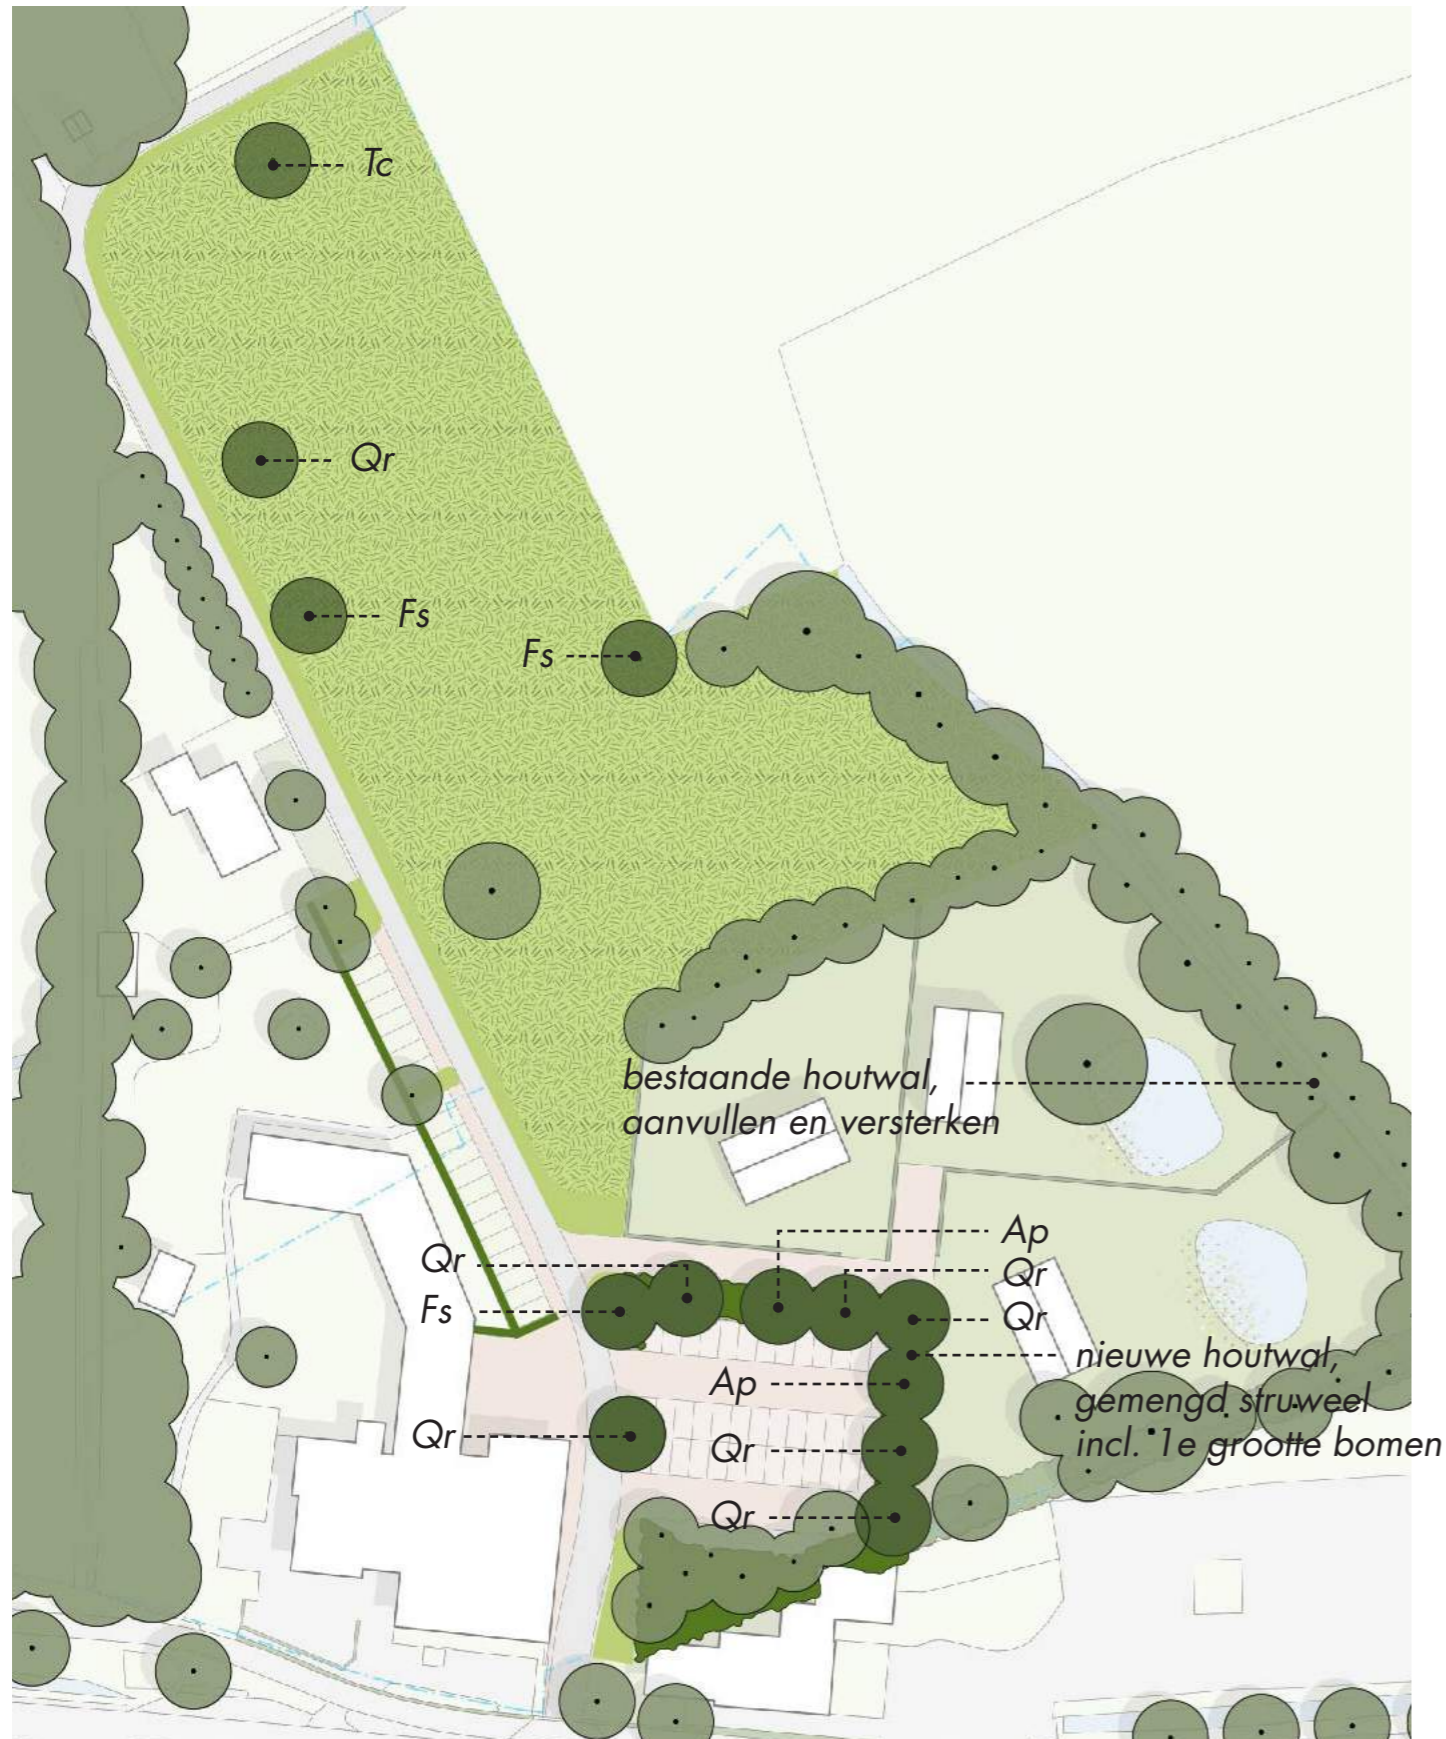 Tc
Qr
Fs
Fs
bestaande houtwal,
aanvullen en versterken
Ap
Qr
Qr
Fs
Qr
nieuwe houtwal,
gemengd struweel
incl. 1e grootte bomen
Ap
Qr
Qr
Qr